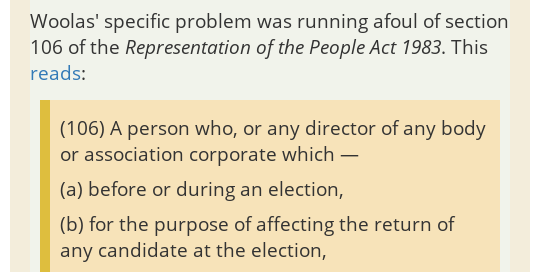 Woolas' specific problem was running afoul of section
106 of the Representation of the People Act 1983. This
reads:
(106) A person who, or any director of any body
or association corporate which —
(a) before or during an election,
(b) for the purpose of affecting the return of
any candidate at the election,